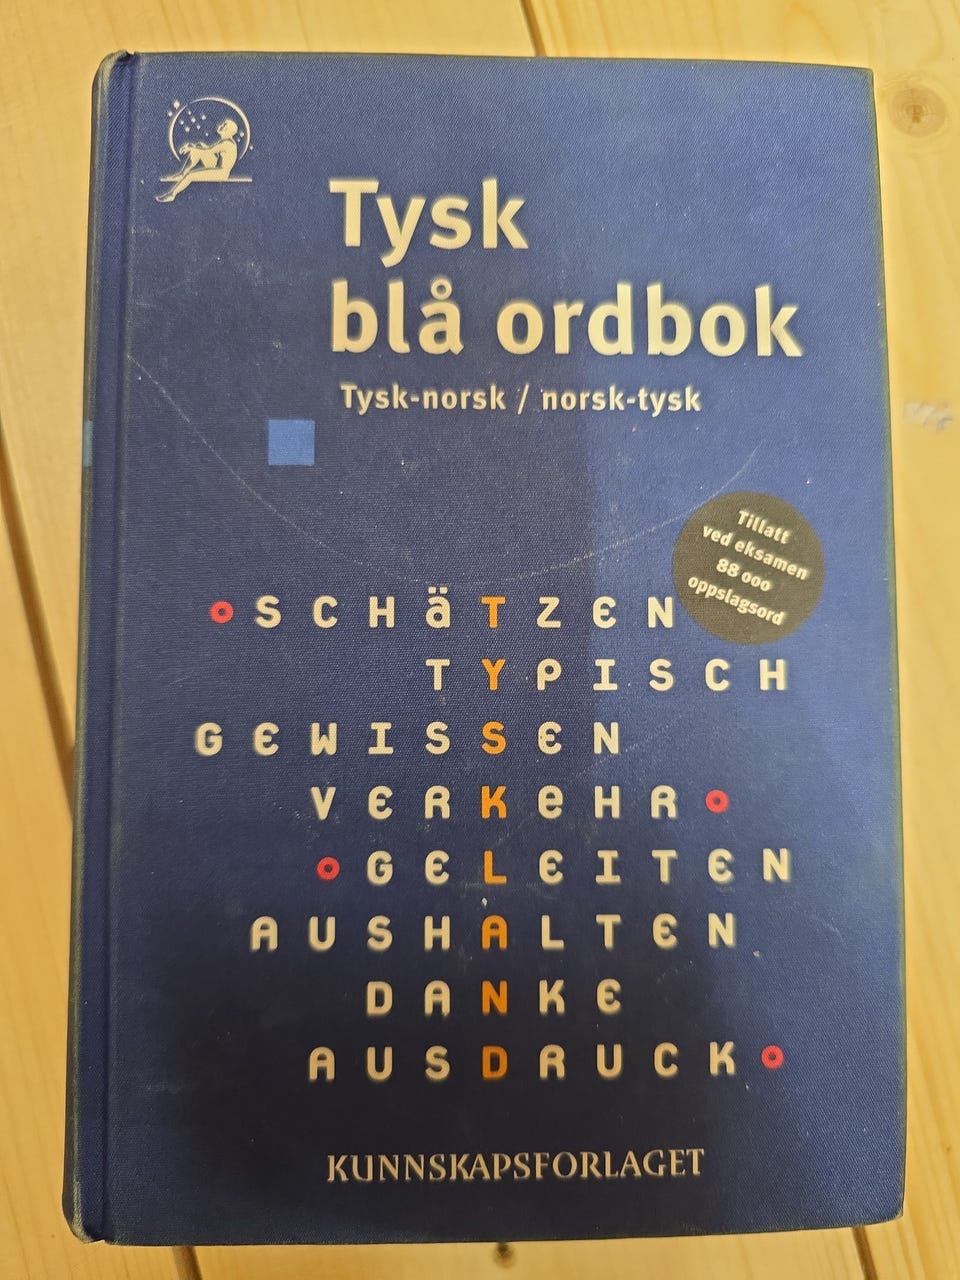 Tysk
blå ordbok
Tysk-norsk / norsk-tysk
Tillatt
ved eksamen
88 000
oppslagsord
SCHäTZEN
TYPISCH
GEWISSEN
VERKeHR
GELEITEN
AUSHALTEN
DANKE
AUSDRUCK
KUNNSKAPSFORLAGET